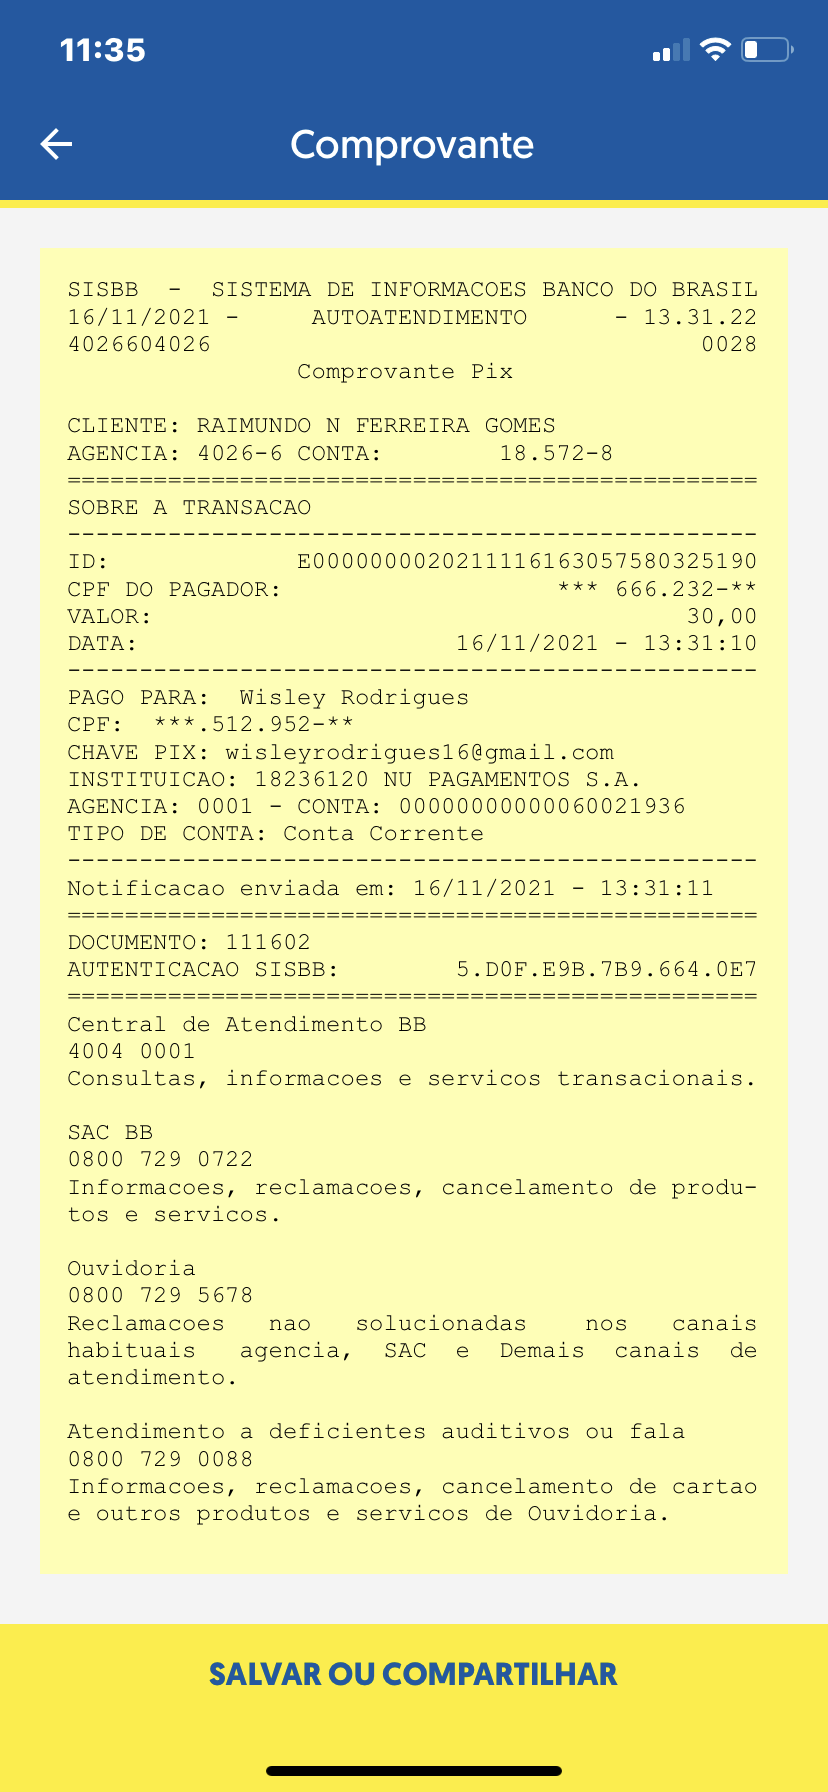 11:35
Comprovante
SISBB - SISTEMA DE INFORMACOES BANCO DO BRASIL
16/11/2021 - AUTOATENDIMENTO - 13.31.22
4026604026 0028
Comprovante Pix
CLIENTE: RAIMUNDO N FERREIRA GOMES
AGENCIA: 4026-6 CONTA: 18.572-8
================================================
SOBRE A TRANSACAO
------------------------------------------------
ID: E0000000020211116163057580325190
CPF DO PAGADOR: *** 666.232-**
VALOR: 30,00
DATA: 16/11/2021 - 13:31:10
------------------------------------------------
PAGO PARA: Wisley Rodrigues
CPF: ***.512.952-**
CHAVE PIX: wisleyrodrigues16@gmail.com
INSTITUICAO: 18236120 NU PAGAMENTOS S.A.
AGENCIA: 0001 - CONTA: 00000000000060021936
TIPO DE CONTA: Conta Corrente
------------------------------------------------
Notificacao enviada em: 16/11/2021 - 13:31:11
================================================
DOCUMENTO: 111602
AUTENTICACAO SISBB: 5.D0F.E9B.7B9.664.0E7
================================================
Central de Atendimento BB
4004 0001
Consultas, informacoes e servicos transacionais.
SAC BB
0800 729 0722
Informacoes, reclamacoes, cancelamento de produ-
tos e servicos.
Ouvidoria
0800 729 5678
Reclamacoes nao solucionadas nos canais
habituais agencia, SAC e Demais canais de
atendimento.
Atendimento a deficientes auditivos ou fala
0800 729 0088
Informacoes, reclamacoes, cancelamento de cartao
e outros produtos e servicos de Ouvidoria.
SALVAR OU COMPARTILHAR